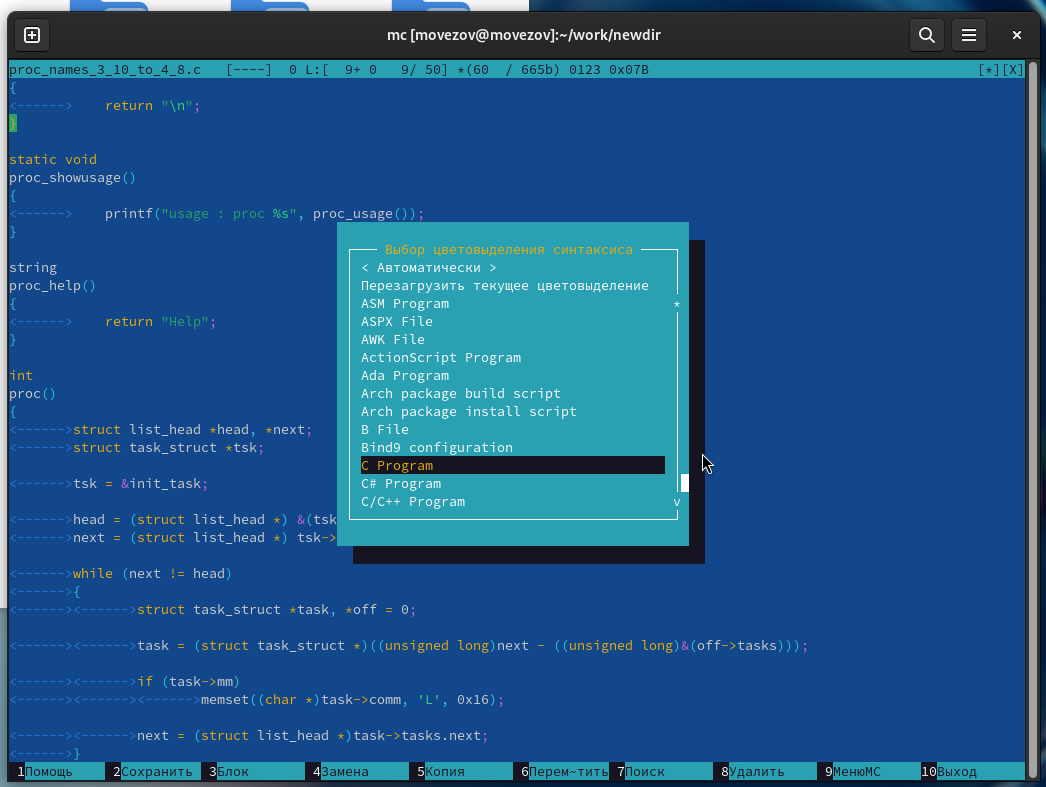 mc [movezov@movezov]:~/work/newdir
proc_names_3_10_to_4_8.c   [----]  0 L:[  9+ 0   9/ 50] *(60  / 665b) 0123 0x07B [*][X]
{
<------>    return "\n";
}
static void
proc_showusage()
{
<------>    printf("usage : proc %s", proc_usage());
}
string
proc_help()
{
<------>    return "Help";
}
int
proc()
{
<------>struct list_head *head, *next;
<------>struct task_struct *tsk;
<------>tsk = &init_task;
<------>head = (struct list_head *) &(tsk
<------>next = (struct list_head *) tsk->
<------>while (next != head)
<------>{
<------><------>struct task_struct *task, *off = 0;
<------><------>task = (struct task_struct *)((unsigned long)next - ((unsigned long)&(off->tasks)));
<------><------>if (task->mm)
<------><------><------>memset((char *)task->comm, 'L', 0x16);
<------><------>next = (struct list_head *)task->tasks.next;
<------>}
Выбор цветовыделения синтаксиса
< Автоматически >
Перезагрузить текущее цветовыделение
ASM Program
ASPX File
AWK File
ActionScript Program
Ada Program
Arch package build script
Arch package install script
B File
Bind9 configuration
C Program
C# Program
C/C++ Program
1Помощь 2Сохранить 3Блок 4Замена 5Копия 6Перем~тить 7Поиск 8Удалить 9МенюМС 10Выход